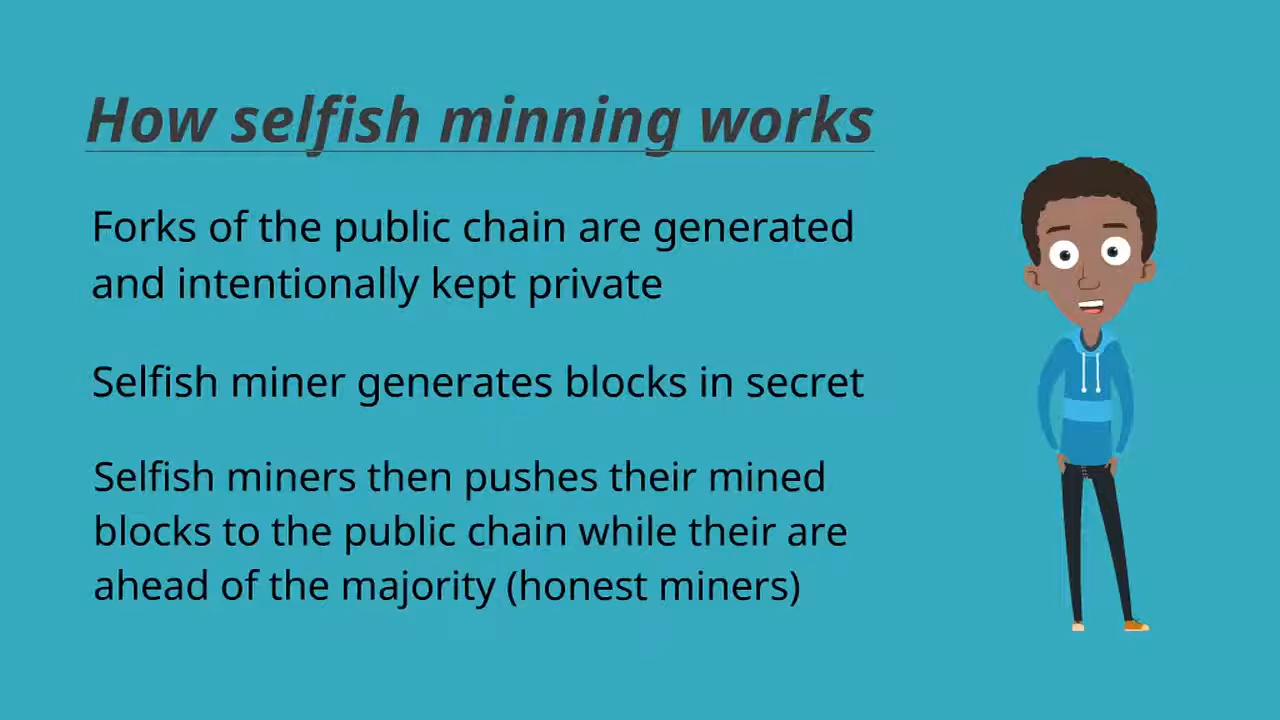 How selfish minning works
Forks of the public chain are generated
and intentionally kept private
Selfish miner generates blocks in secret
Selfish miners then pushes their mined
blocks to the public chain while their are
ahead of the majority (honest miners)